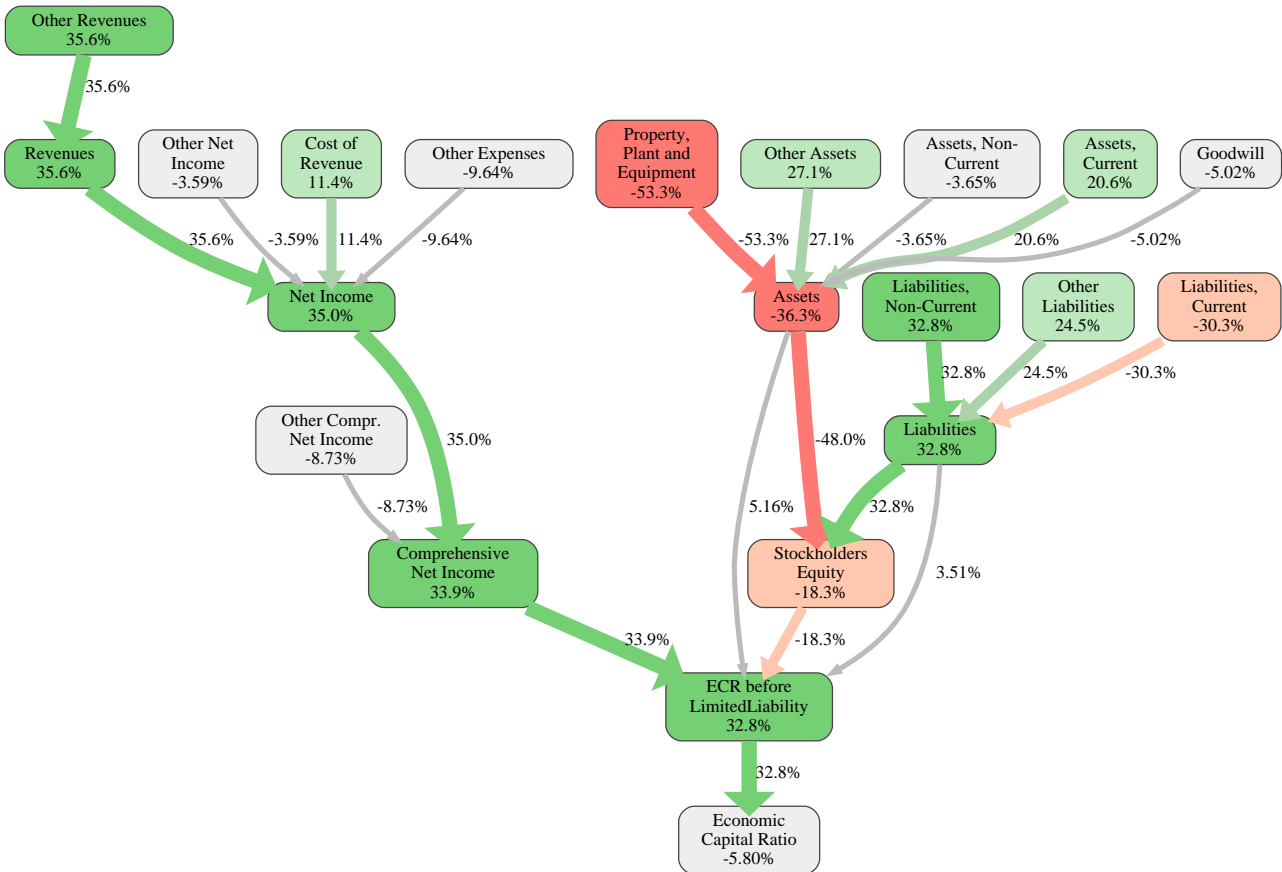 Other Revenues
35.6%
35.6%
Revenues
35.6%
Other Net
Income
-3.59%
Cost of
Revenue
11.4%
Other Expenses
-9.64%
Property,
Plant and
Equipment
-53.3%
Other Assets
27.1%
Assets, Non-
Current
-3.65%
Assets,
Current
20.6%
Goodwill
-5.02%
35.6%
-3.59%
11.4%
-9.64%
-53.3%
27.1%
-3.65%
20.6%
-5.02%
Net Income
35.0%
Assets
-36.3%
Liabilities,
Non-Current
32.8%
Other
Liabilities
24.5%
Liabilities,
Current
-30.3%
32.8%
24.5%
-30.3%
Other Compr.
Net Income
-8.73%
35.0%
-48.0%
Liabilities
32.8%
-8.73%
5.16%
32.8%
3.51%
Comprehensive
Net Income
33.9%
Stockholders
Equity
-18.3%
33.9%
-18.3%
ECR before
LimitedLiability
32.8%
32.8%
Economic
Capital Ratio
-5.80%